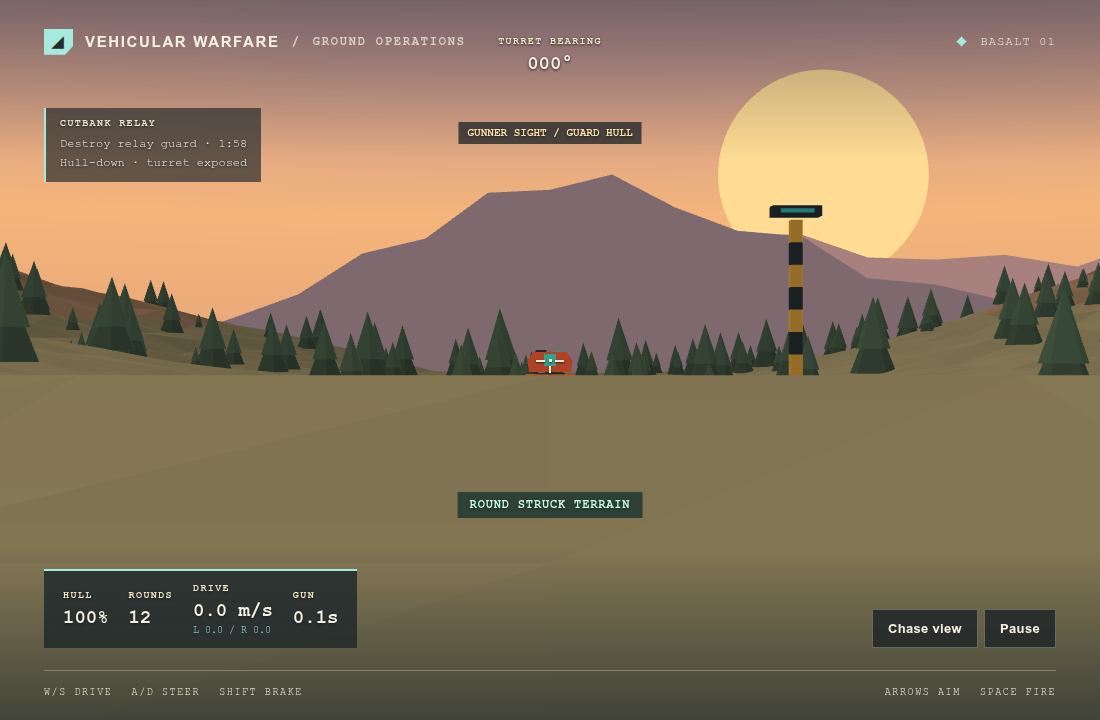 VEHICULAR WARFARE / GROUND OPERATIONS
TURRET BEARING
000°
BASALT 01
CUTBANK RELAY
Destroy relay guard · 1:58
Hull-down · turret exposed
GUNNER SIGHT / GUARD HULL
ROUND STRUCK TERRAIN
HULL
100%
ROUNDS
12
DRIVE
0.0 m/s
L 0.0 / R 0.0
GUN
0.1s
Chase view
Pause
W/S DRIVE A/D STEER SHIFT BRAKE
ARROWS AIM SPACE FIRE